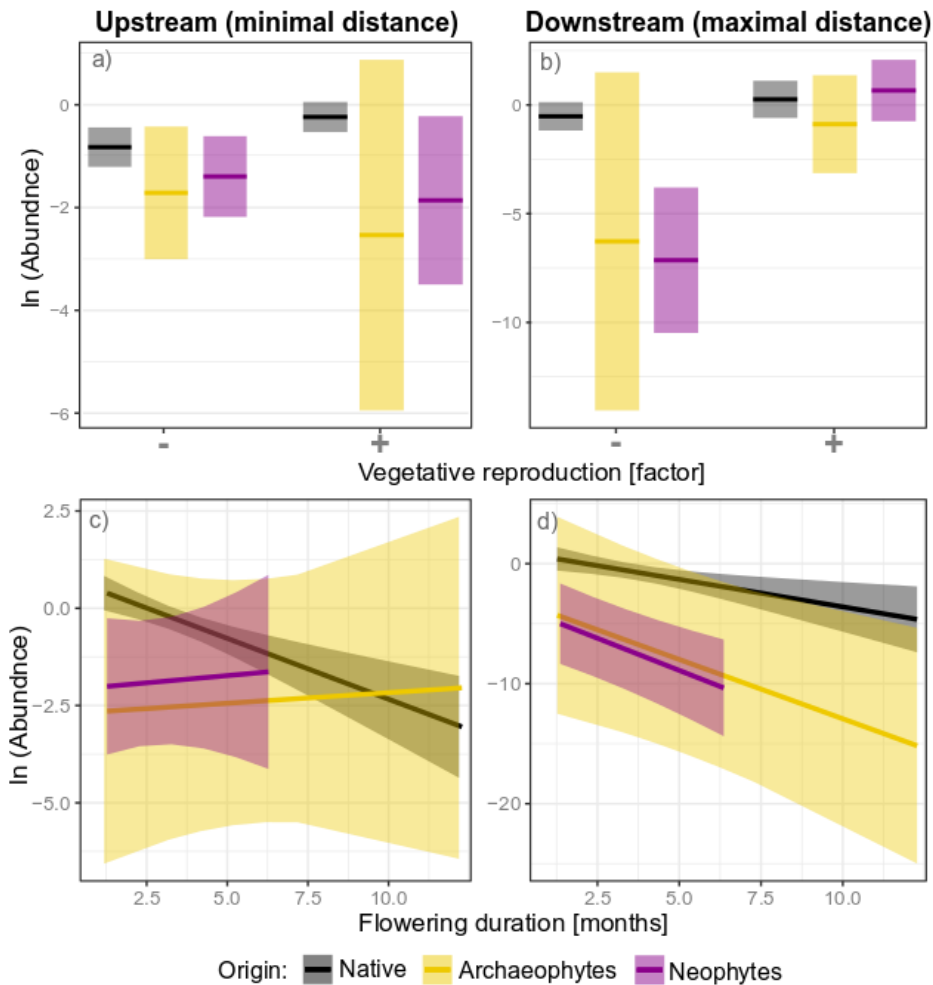 Upstream (minimal distance) Downstream (maximal distance)
a) b)
ln (Abundnce)
0
−2
−4
−6
0
−5
−10
- + - +
Vegetative reproduction [factor]
c) d)
ln (Abundnce)
2.5
0.0
−2.5
−5.0
0
−10
−20
2.5 5.0 7.5 10.0 2.5 5.0 7.5 10.0
Flowering duration [months]
Origin: Native Archaeophytes Neophytes